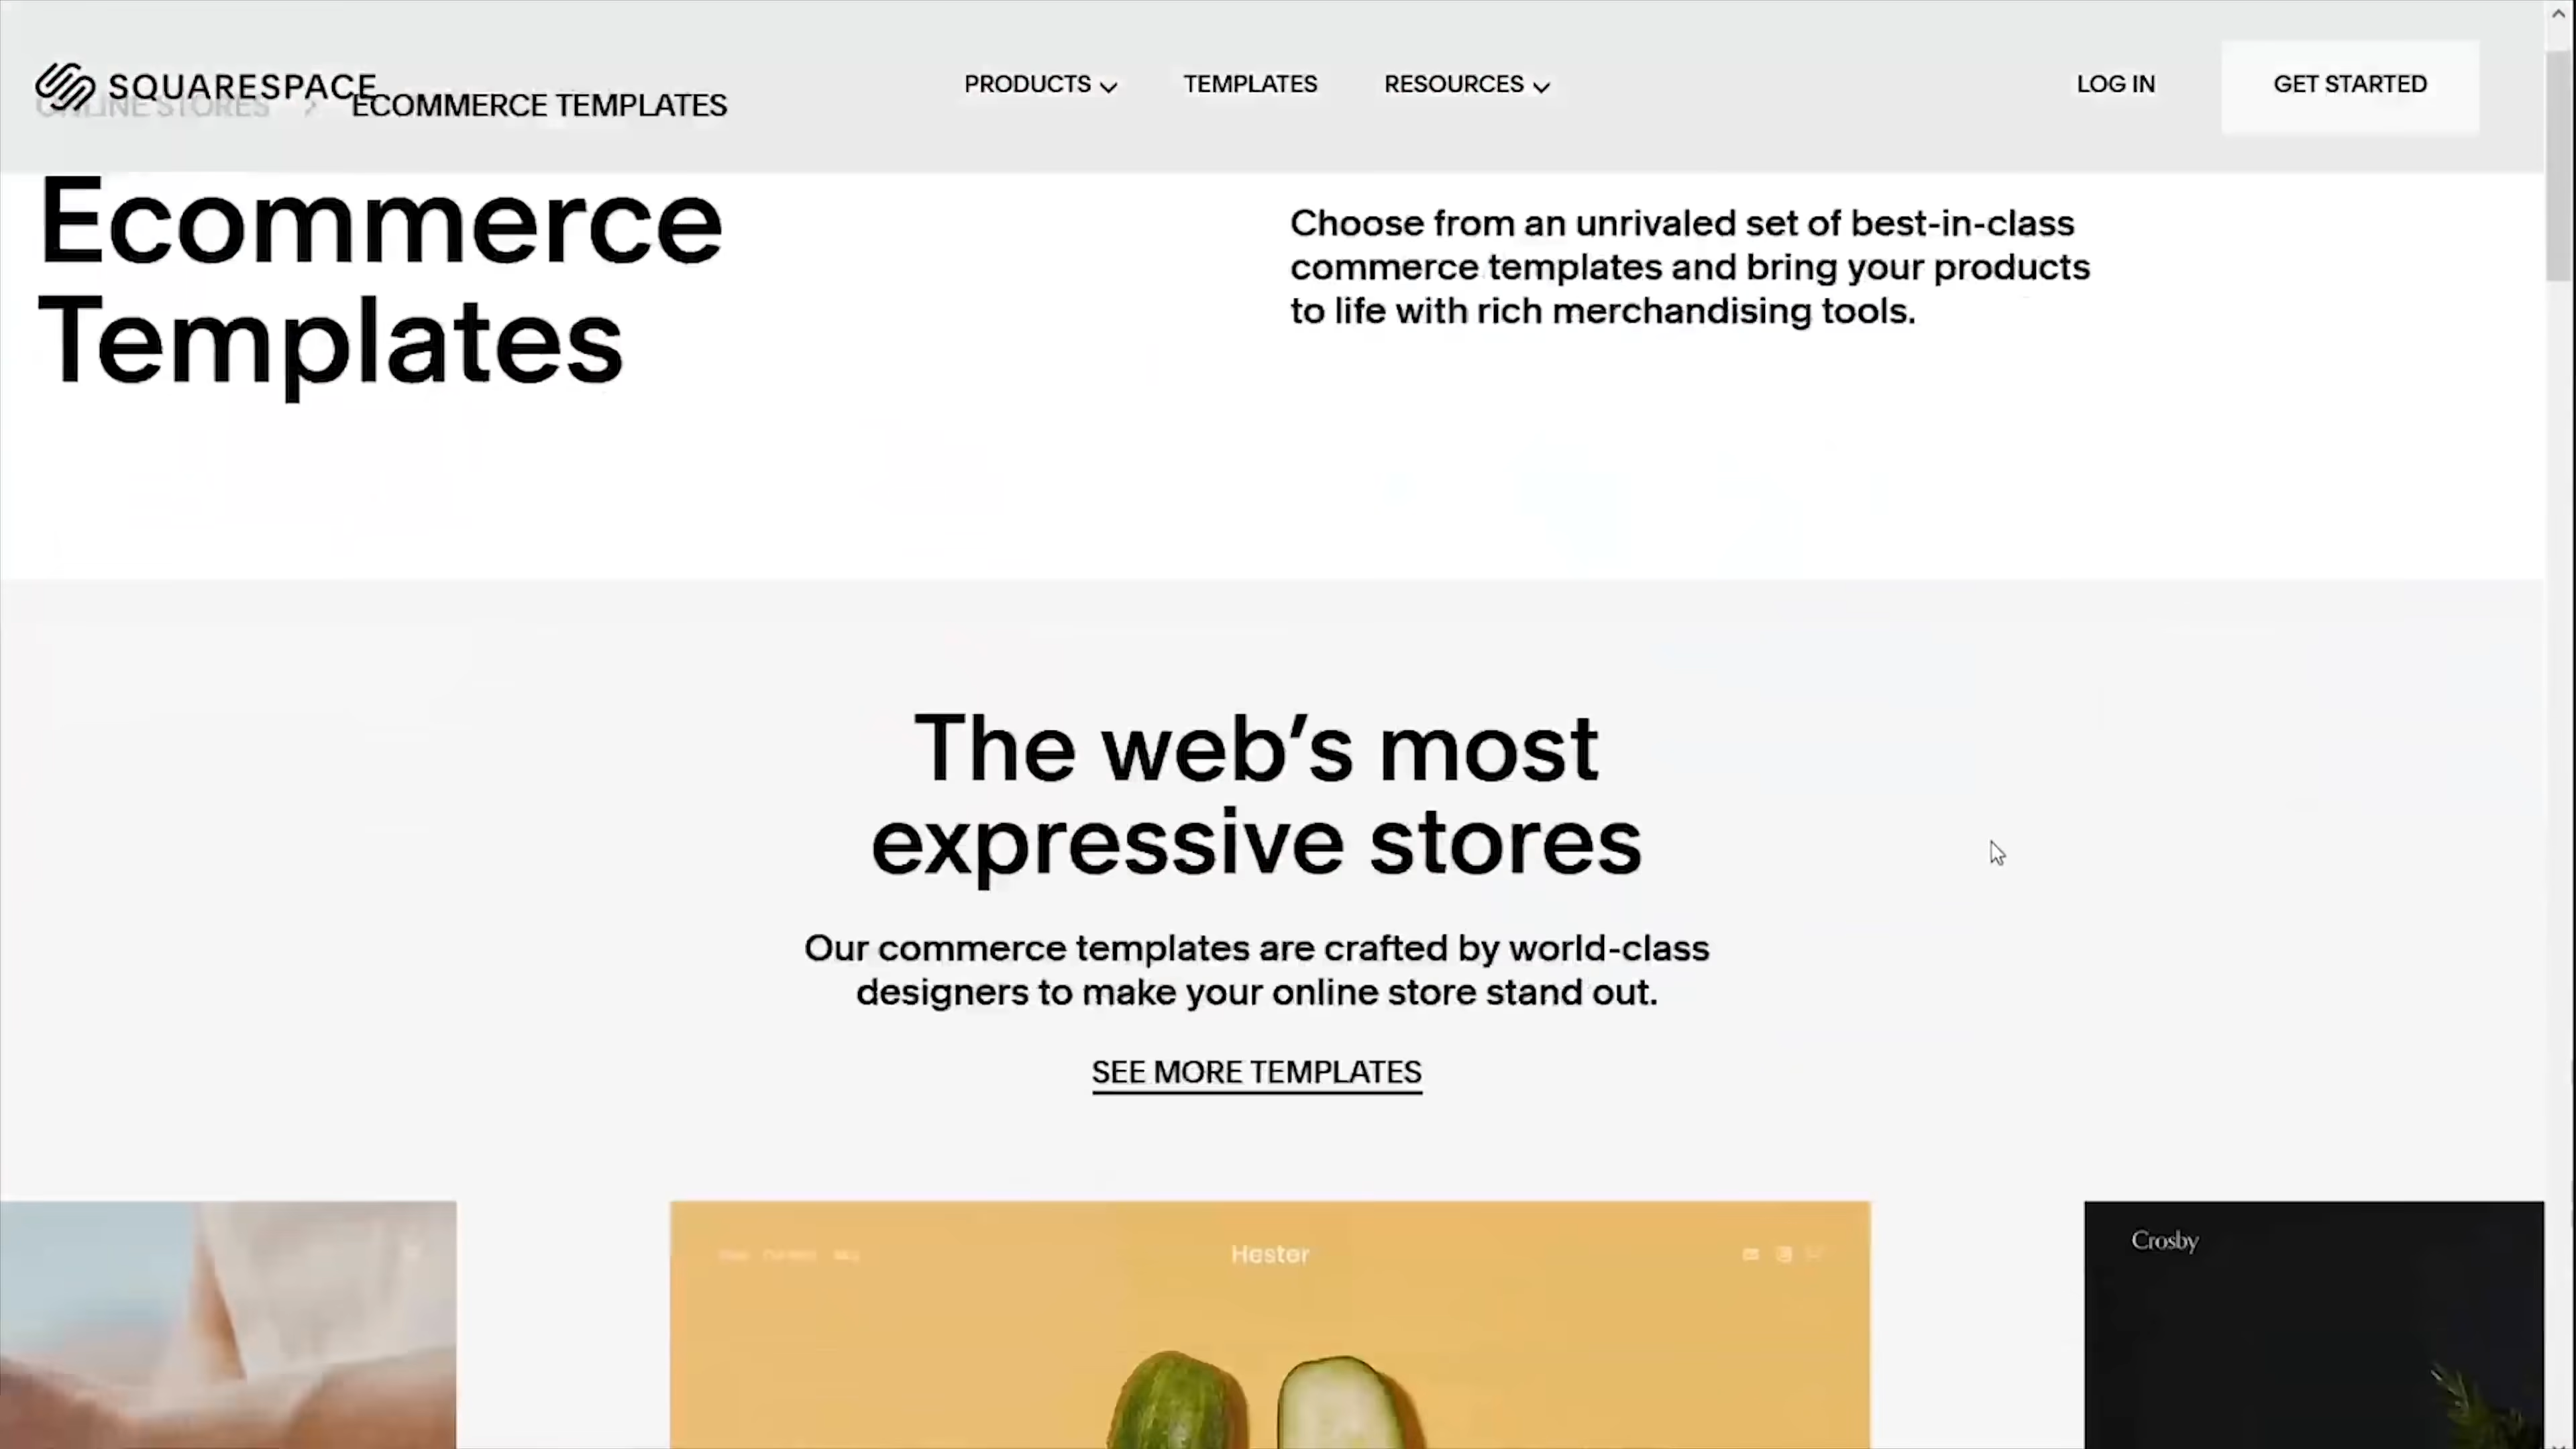 SQUARESPACE
PRODUCTS
TEMPLATES
RESOURCES
LOG IN
GET STARTED
ONLINE STORES > ECOMMERCE TEMPLATES
Ecommerce
Templates
Choose from an unrivaled set of best-in-class
commerce templates and bring your products
to life with rich merchandising tools.
The web’s most
expressive stores
Our commerce templates are crafted by world-class
designers to make your online store stand out.
SEE MORE TEMPLATES
Hester
Crosby